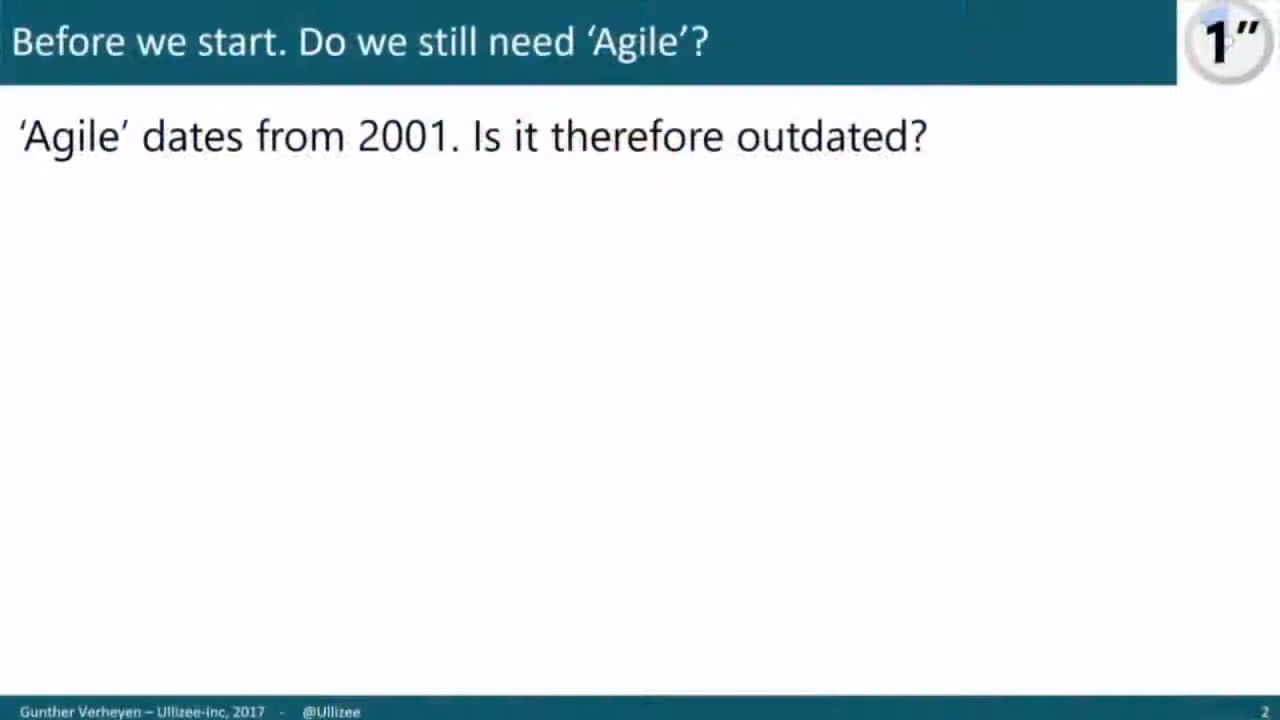 Before we start. Do we still need ‘Agile’?
1”
‘Agile’ dates from 2001. Is it therefore outdated?
Gunther Verheyen – Ullizee-Inc, 2017 - @Ullizee
2